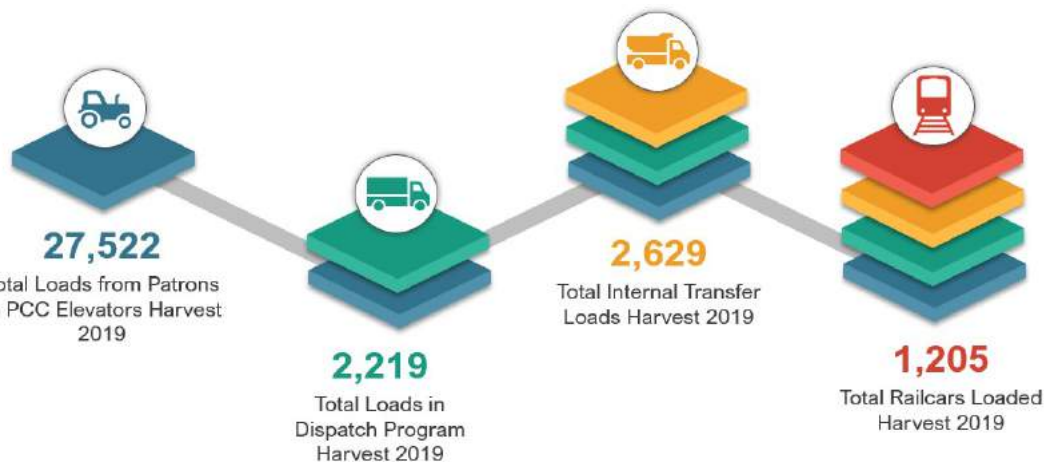 27,522
otal Loads from Patrons
PCC Elevators Harvest
2019
2,219
Total Loads in
Dispatch Program
Harvest 2019
2,629
Total Internal Transfer
Loads Harvest 2019
1,205
Total Railcars Loaded
Harvest 2019